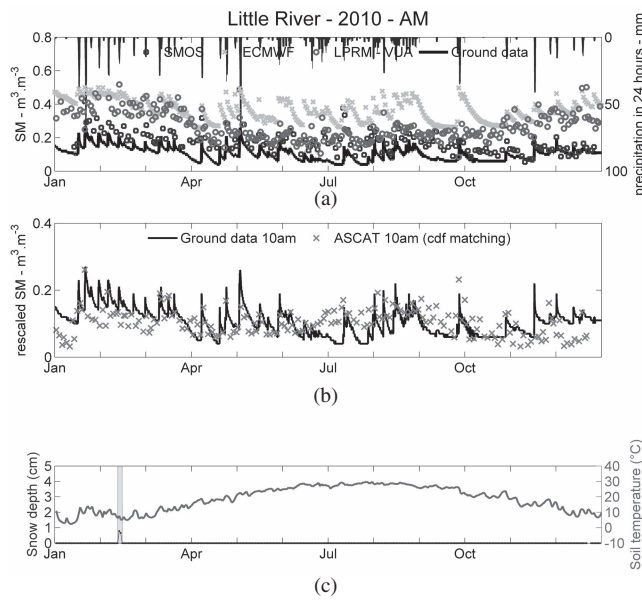 Little River - 2010 - AM
(a)
0.8
0.6
0.4
0.2
0
SM - m³.m⁻³
SMOS
ECMWF
LPRM-VUA
Ground data
0
50
100
precipitation in 24 hours - mm
Jan
Apr
Jul
Oct
(a)
0.4
0.2
0
rescaled SM - m³.m⁻³
Ground data 10am
ASCAT 10am (cdf matching)
Jan
Apr
Jul
Oct
(b)
5
4
3
2
1
0
Snow depth (cm)
40
30
20
10
0
-10
Soil temperature (°C)
Jan
Apr
Jul
Oct
(c)